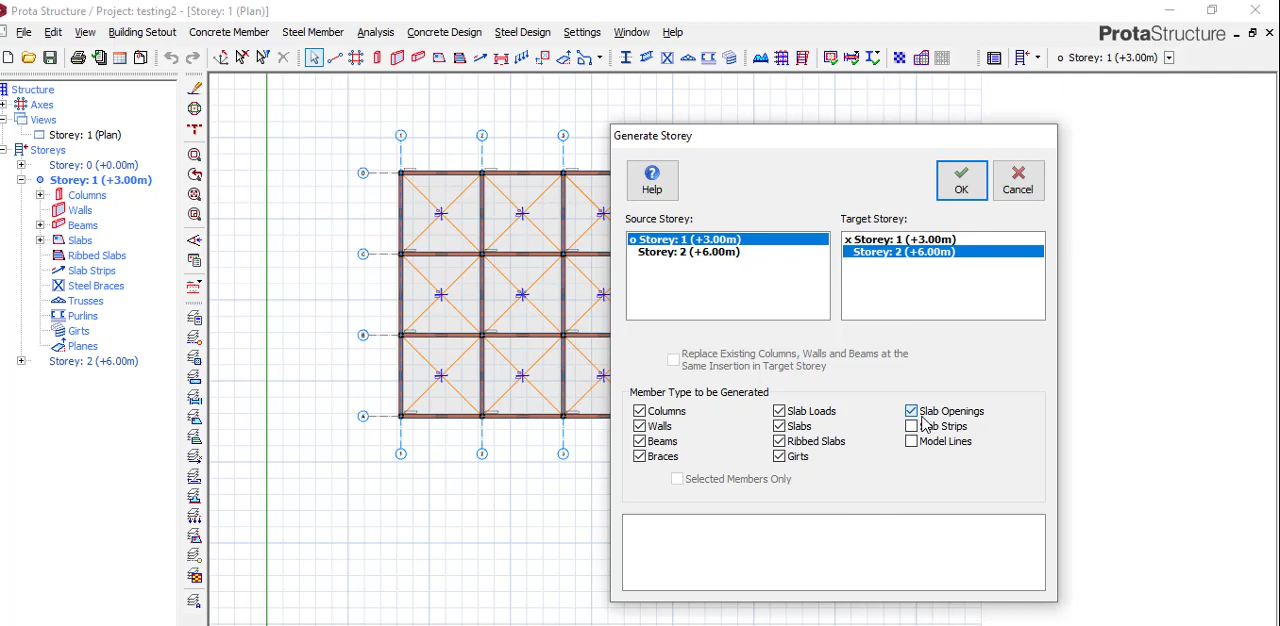 Prota Structure / Project: testing2 - [Storey: 1 (Plan)]
File Edit View Building Setout Concrete Member Steel Member Analysis Concrete Design Steel Design Settings Window Help
ProtaStructure
o Storey: 1 (+3.00m)
Structure
Axes
Views
Storey: 1 (Plan)
Storeys
Storey: 0 (+0.00m)
Storey: 1 (+3.00m)
Columns
Walls
Beams
Slabs
Ribbed Slabs
Slab Strips
Steel Braces
Trusses
Purlins
Girts
Planes
Storey: 2 (+6.00m)
1 2 3
D
C
B
A
1 2 3
Generate Storey
Help
OK
Cancel
Source Storey:
Target Storey:
o Storey: 1 (+3.00m)
Storey: 2 (+6.00m)
x Storey: 1 (+3.00m)
Storey: 2 (+6.00m)
Replace Existing Columns, Walls and Beams at the
Same Insertion in Target Storey
Member Type to be Generated
Columns
Walls
Beams
Braces
Slab Loads
Slabs
Ribbed Slabs
Girts
Slab Openings
Strips
Model Lines
Selected Members Only